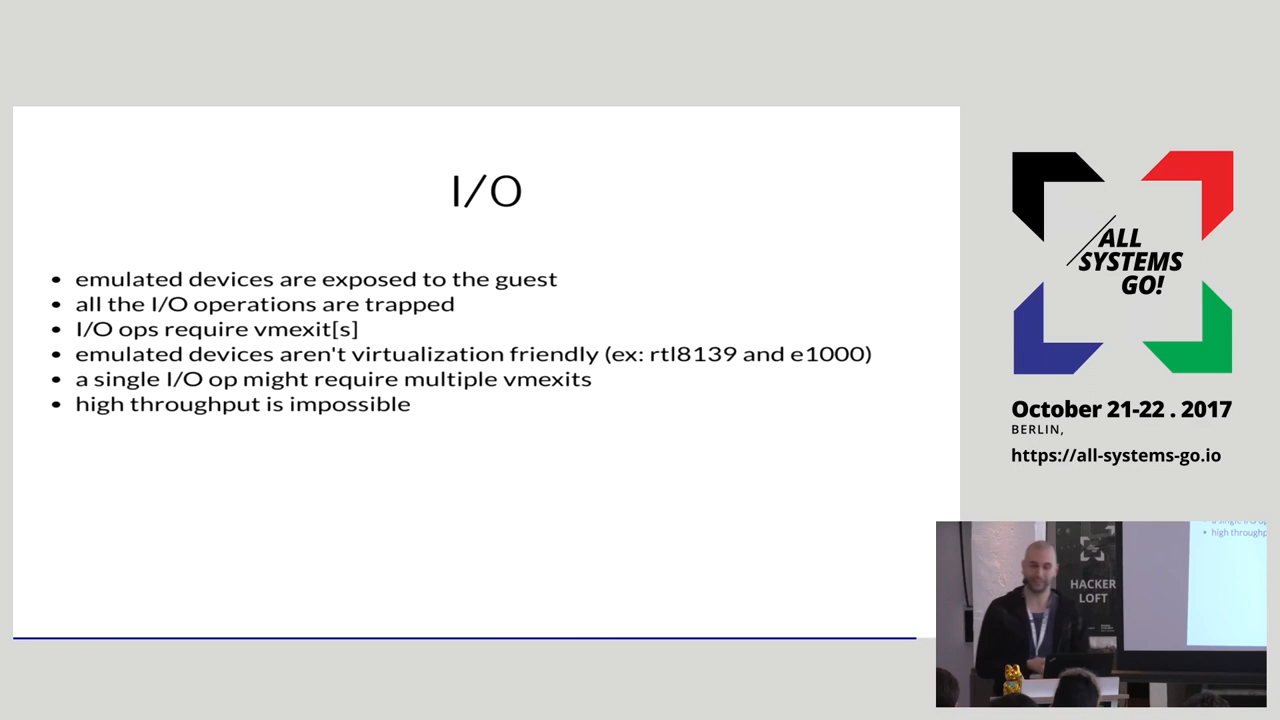 I/O
• emulated devices are exposed to the guest
• all the I/O operations are trapped
• I/O ops require vmexit[s]
• emulated devices aren't virtualization friendly (ex: rtl8139 and e1000)
• a single I/O op might require multiple vmexits
• high throughput is impossible
ALL
SYSTEMS
GO!
October 21-22 . 2017
BERLIN,
https://all-systems-go.io
• high throughp
HACKER
LOFT